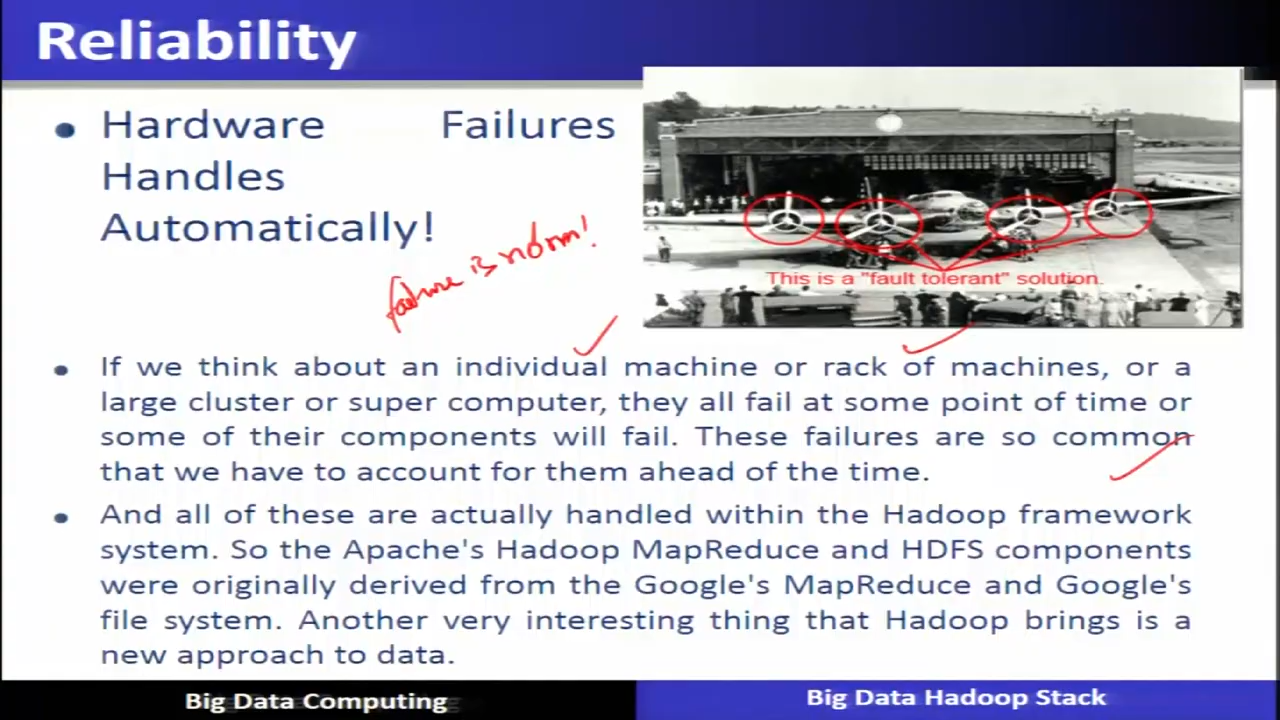 Reliability
Hardware Failures
Handles
Automatically!
failure is norm!
This is a "fault tolerant" solution.
If we think about an individual machine or rack of machines, or a
large cluster or super computer, they all fail at some point of time or
some of their components will fail. These failures are so common
that we have to account for them ahead of the time.
And all of these are actually handled within the Hadoop framework
system. So the Apache's Hadoop MapReduce and HDFS components
were originally derived from the Google's MapReduce and Google's
file system. Another very interesting thing that Hadoop brings is a
new approach to data.
Big Data Computing
Big Data Hadoop Stack